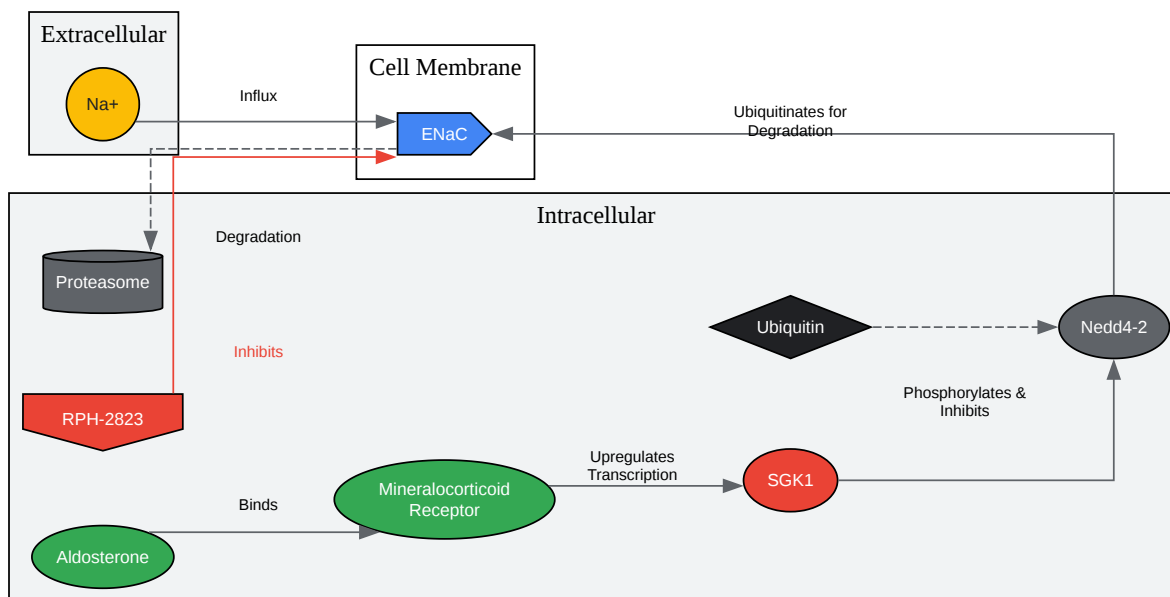 Extracellular
Na+
Influx
Cell Membrane
ENaC
Ubiquitinates for
Degradation
Intracellular
Degradation
Proteasome
Ubiquitin
Nedd4-2
Inhibits
Phosphorylates &
Inhibits
RPH-2823
Upregulates
Transcription
SGK1
Mineralocorticoid
Receptor
Binds
Aldosterone